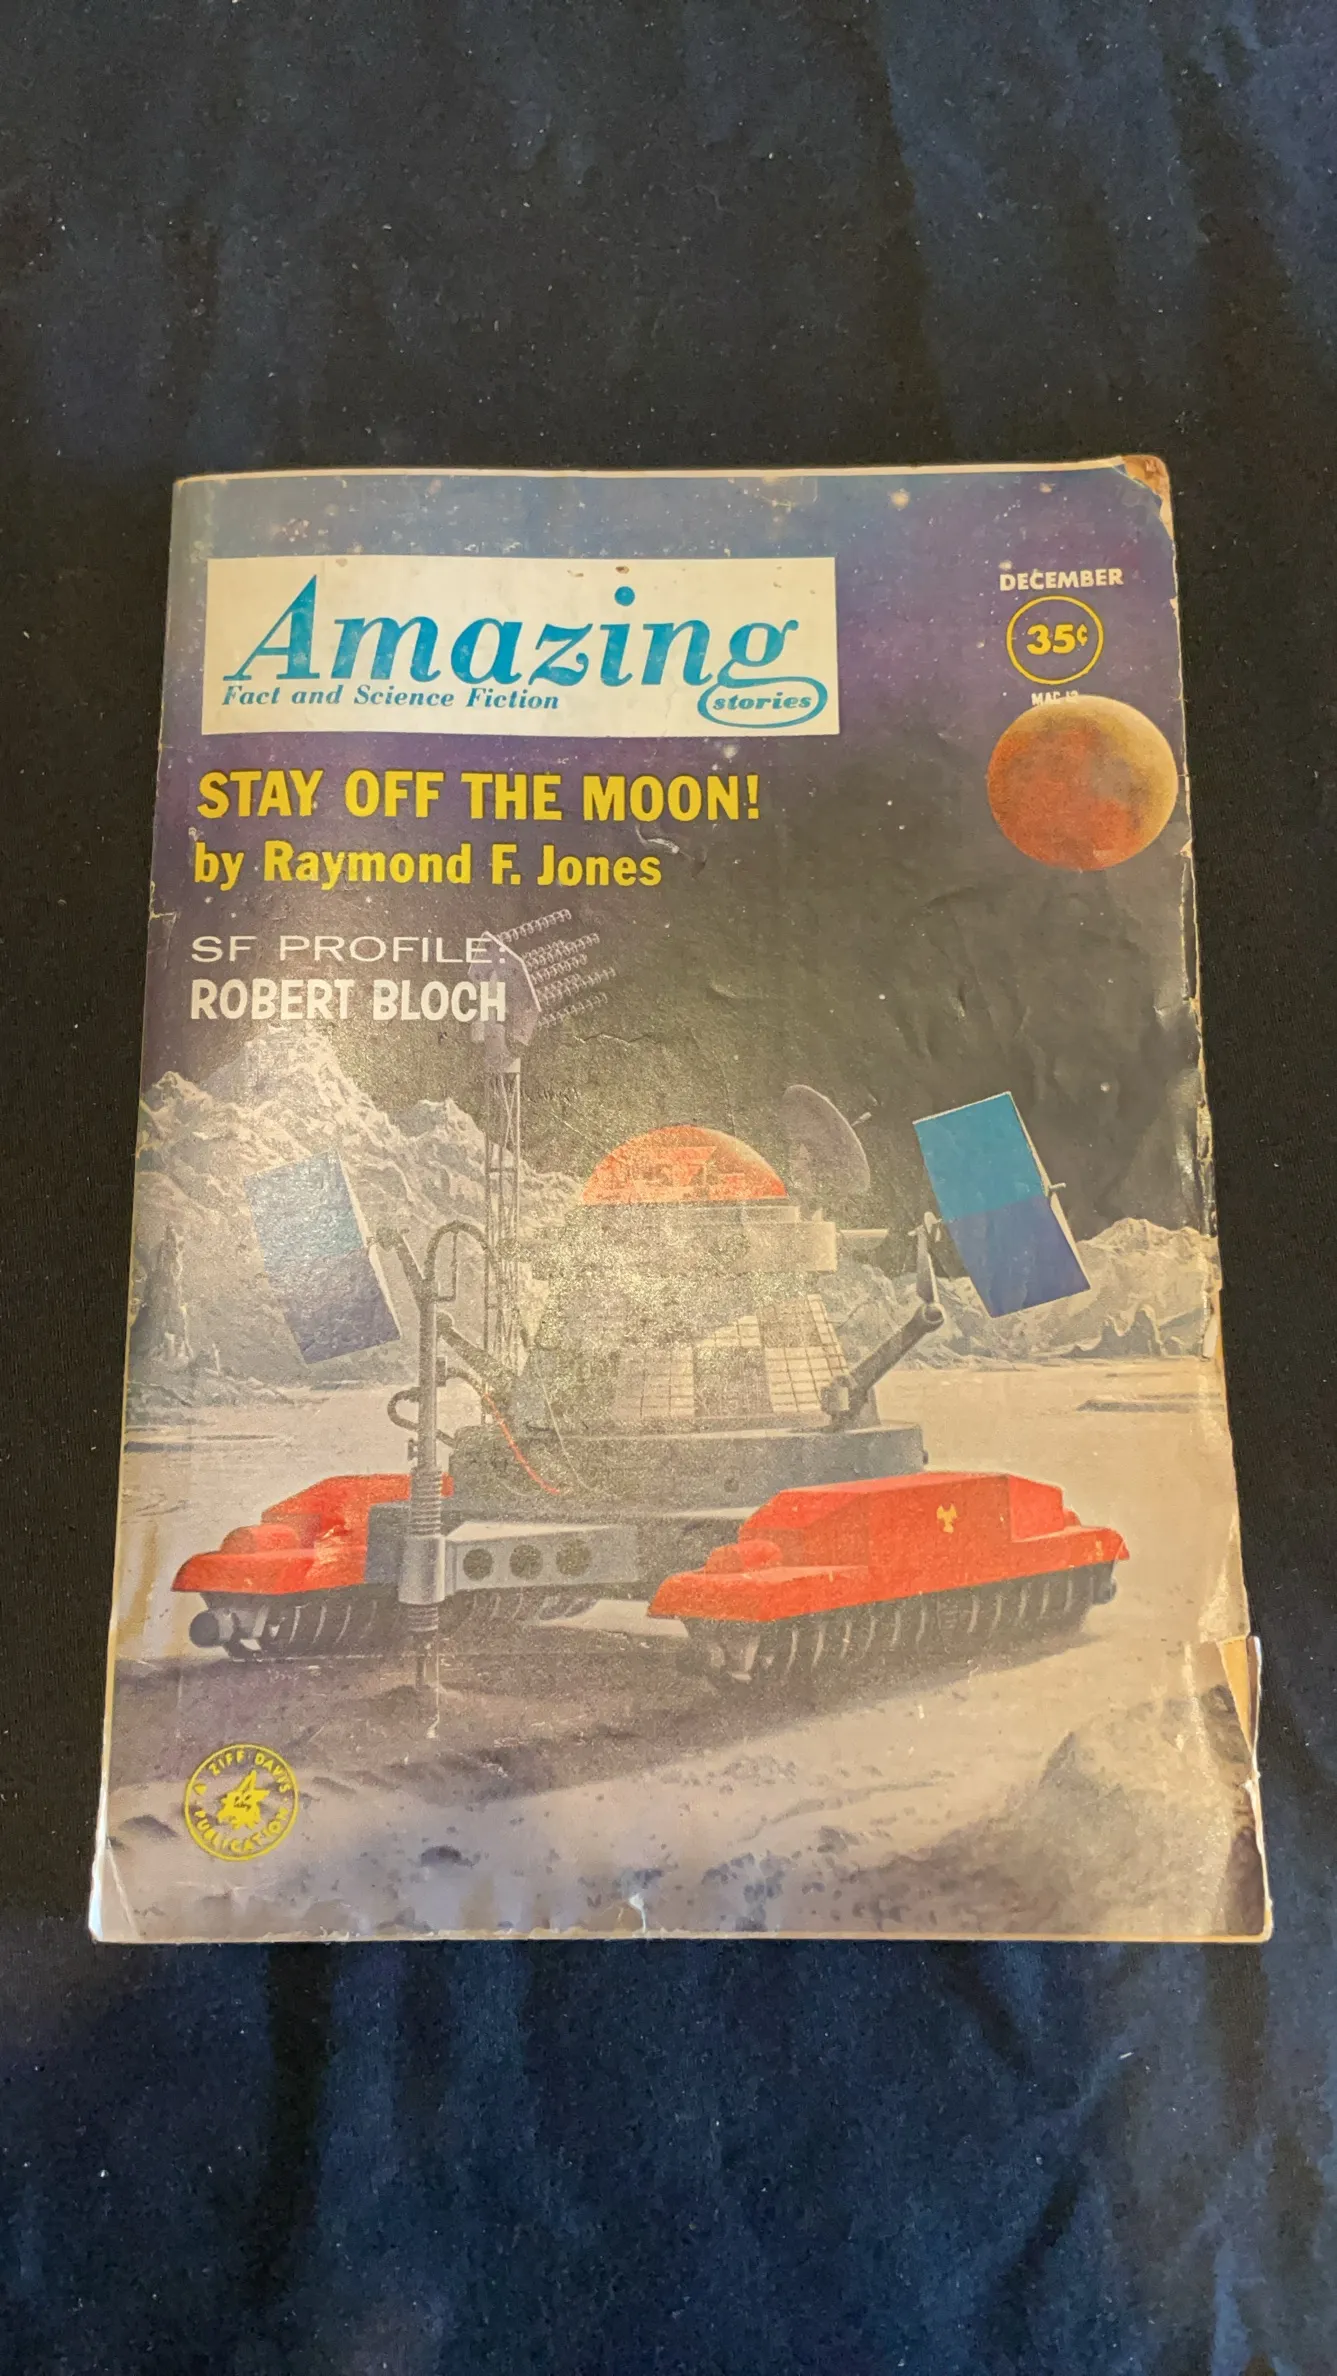 Amazing
Fact and Science Fiction
stories
DECEMBER
35¢
STAY OFF THE MOON!
by Raymond F. Jones
SF PROFILE:
ROBERT BLOCH
A ZIFF DAVIS PUBLICATION